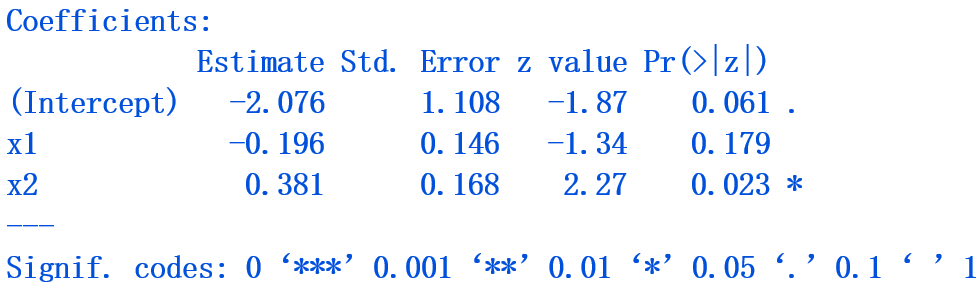 Coefficients:
            Estimate Std. Error z value Pr(>|z|)
(Intercept)   -2.076      1.108   -1.87    0.061 .
x1            -0.196      0.146   -1.34    0.179
x2             0.381      0.168    2.27    0.023 *
---
Signif. codes: 0 ‘***’ 0.001 ‘**’ 0.01 ‘*’ 0.05 ‘.’ 0.1 ‘ ’ 1